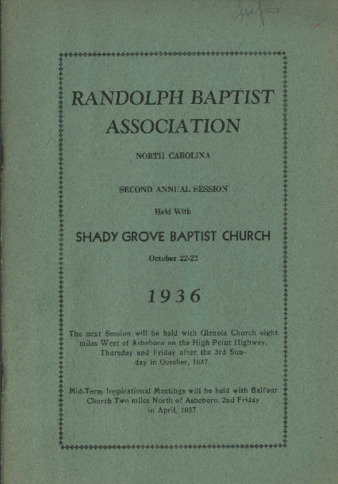 Info
RANDOLPH BAPTIST
ASSOCIATION
NORTH CAROLINA
SECOND ANNUAL SESSION
Held With
SHADY GROVE BAPTIST CHURCH
October 22-23
1936
The next Session will be held with Glenola Church eight
miles West of Asheboro on the High Point Highway,
Thursday and Friday after the 3rd Sun-
day in October, 1937.
Mid-Term Inspirational Meetings will be held with Balfour
Church Two miles North of Asheboro, 2nd Friday
in April, 1937